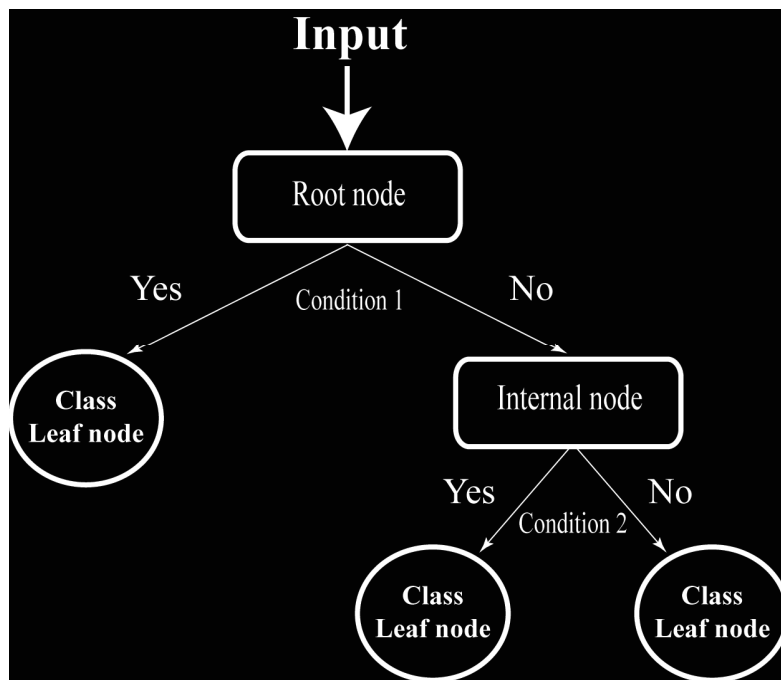 Input
Root node
Yes
Condition 1
No
Class
Leaf node
Internal node
Yes
Condition 2
No
Class
Leaf node
Class
Leaf node